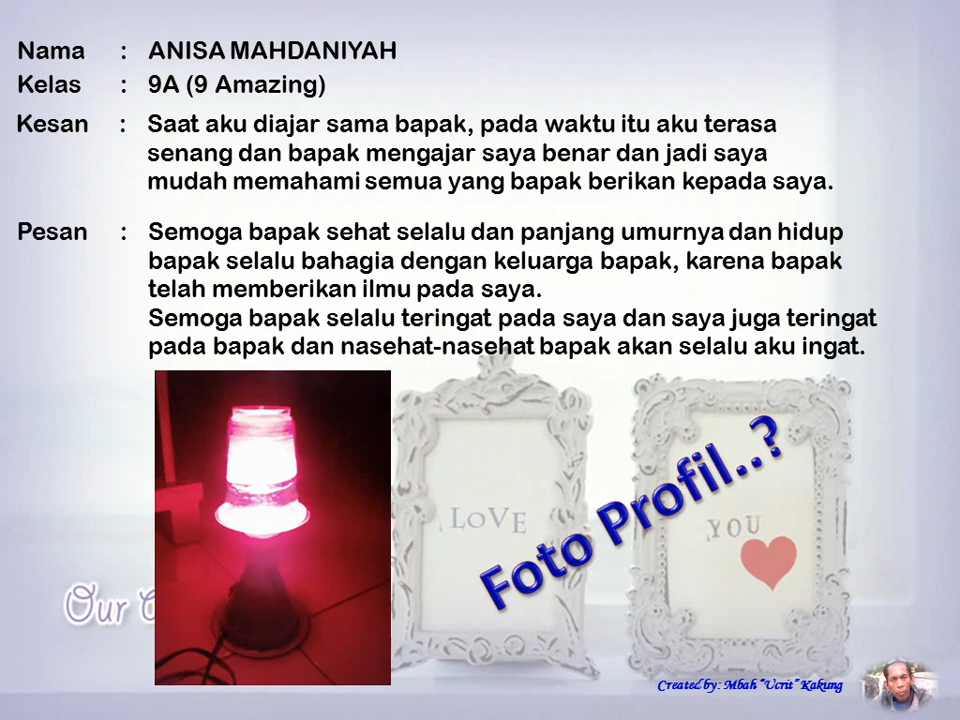 Nama : ANISA MAHDANIYAH
Kelas : 9A (9 Amazing)
Kesan : Saat aku diajar sama bapak, pada waktu itu aku terasa
senang dan bapak mengajar saya benar dan jadi saya
mudah memahami semua yang bapak berikan kepada saya.
Pesan : Semoga bapak sehat selalu dan panjang umurnya dan hidup
bapak selalu bahagia dengan keluarga bapak, karena bapak
telah memberikan ilmu pada saya.
Semoga bapak selalu teringat pada saya dan saya juga teringat
pada bapak dan nasehat-nasehat bapak akan selalu aku ingat.
Foto Profil..?
LOVE
YOU
Our
Created by: Mbah "Ucrit" Kakung